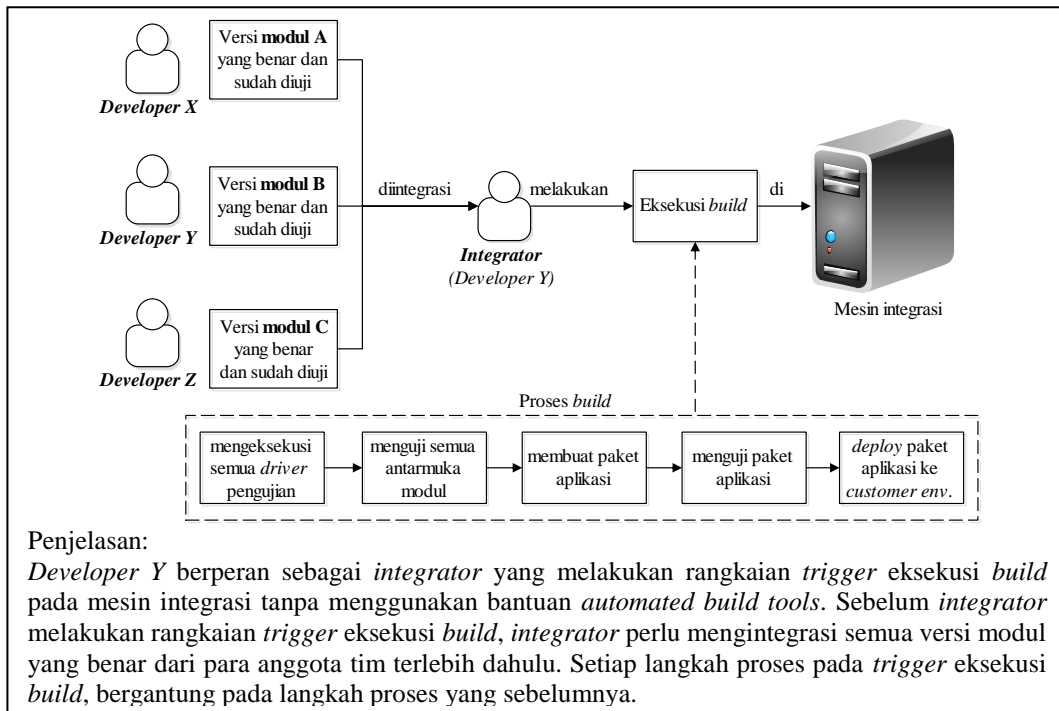 Versi modul A
yang benar dan
sudah diuji
Developer X
Versi modul B
yang benar dan
sudah diuji
Developer Y
Versi modul C
yang benar
dan sudah diuji
Developer Z
diintegrasi
Integrator
(Developer Y)
melakukan
Eksekusi build
di
Mesin integrasi
Proses build
mengeksekusi
semua driver
pengujian
menguji semua
antarmuka
modul
membuat paket
aplikasi
menguji paket
aplikasi
deploy paket
aplikasi ke
customer env.
Penjelasan:
Developer Y berperan sebagai integrator yang melakukan rangkaian trigger eksekusi build
pada mesin integrasi tanpa menggunakan bantuan automated build tools. Sebelum integrator
melakukan rangkaian trigger eksekusi build, integrator perlu mengintegrasi semua versi modul
yang benar dari para anggota tim terlebih dahulu. Setiap langkah proses pada trigger eksekusi
build, bergantung pada langkah proses yang sebelumnya.